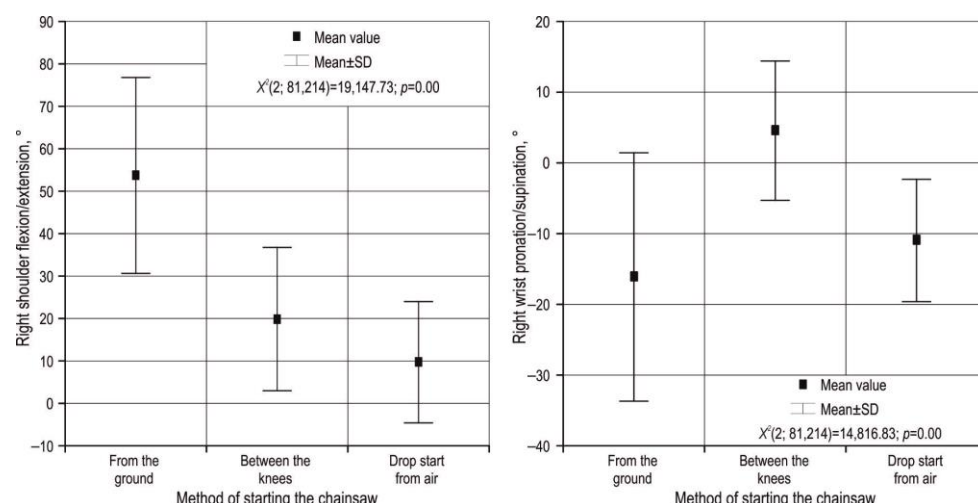 Right shoulder flexion/extension, °
90
80
70
60
50
40
30
20
10
0
–10
Mean value
Mean±SD
X²(2; 81,214)=19,147.73; p=0.00
From the
ground
Between the
knees
Drop start
from air
Method of starting the chainsaw
Right wrist pronation/supination, °
20
10
0
–10
–20
–30
–40
Mean value
Mean±SD
X²(2; 81,214)=14,816.83; p=0.00
From the
ground
Between the
knees
Drop start
from air
Method of starting the chainsaw